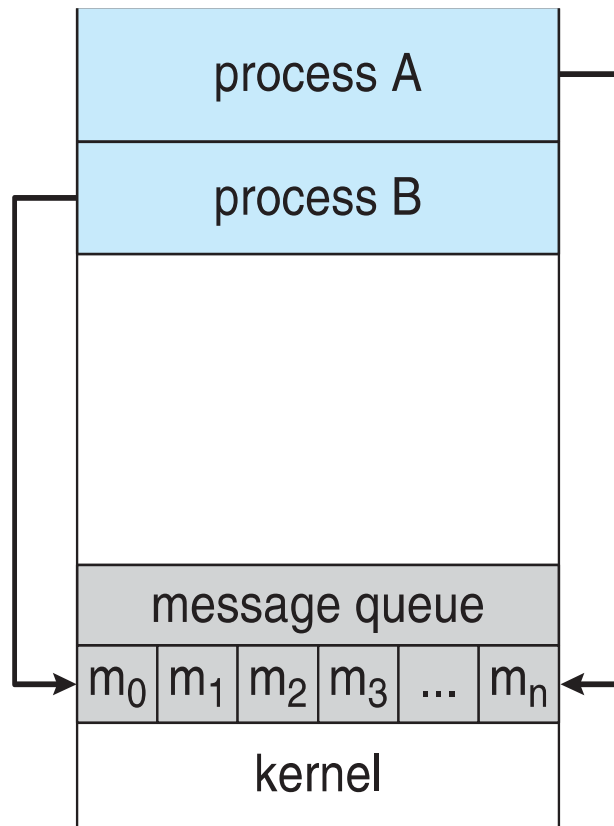 process A
process B
message queue
m₀ m₁ m₂ m₃ ... mₙ
kernel